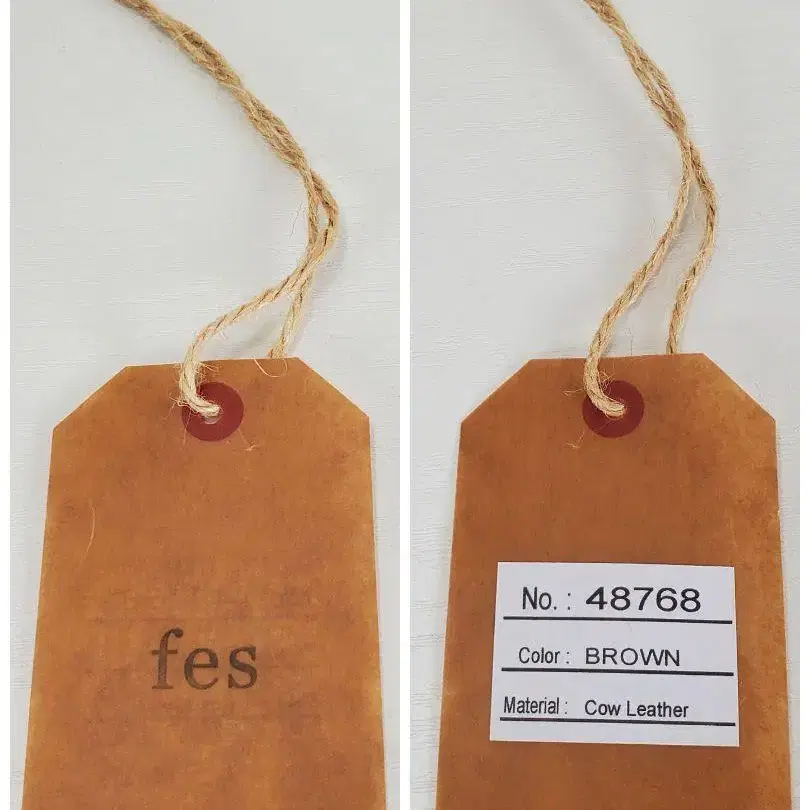 fes
No. : 48768
Color : BROWN
Material : Cow Leather